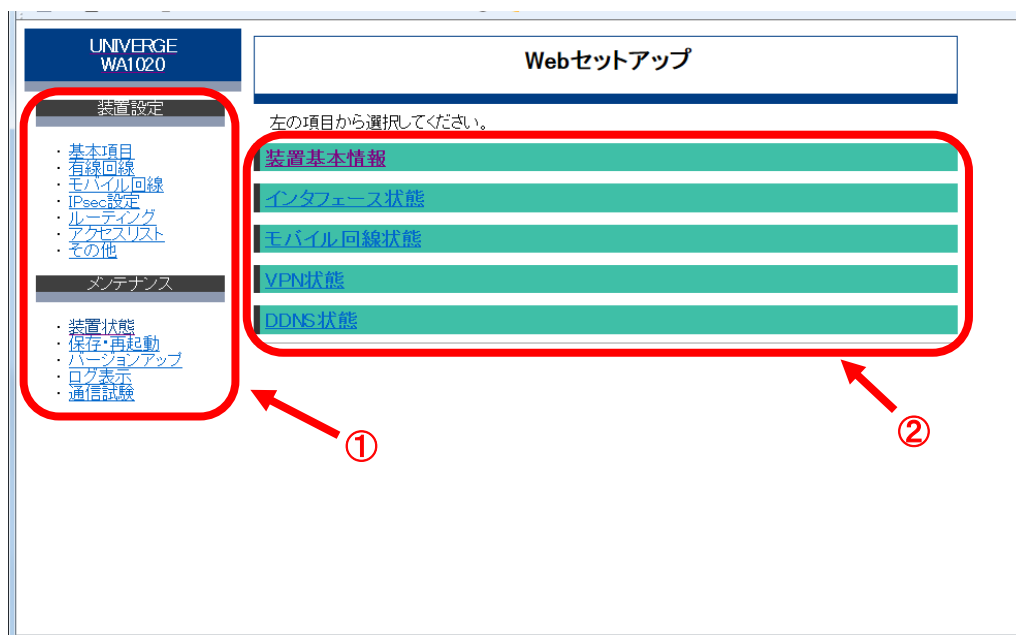 UNIVERGE
WA1020
Webセットアップ
装置設定
左の項目から選択してください。
・基本項目
・有線回線
・モバイル回線
・IPsec設定
・ルーティング
・アクセスリスト
・その他
メンテナンス
・装置状態
・保存・再起動
・バージョンアップ
・ログ表示
・通信試験
装置基本情報
インタフェース状態
モバイル回線状態
VPN状態
DDNS状態
①
②